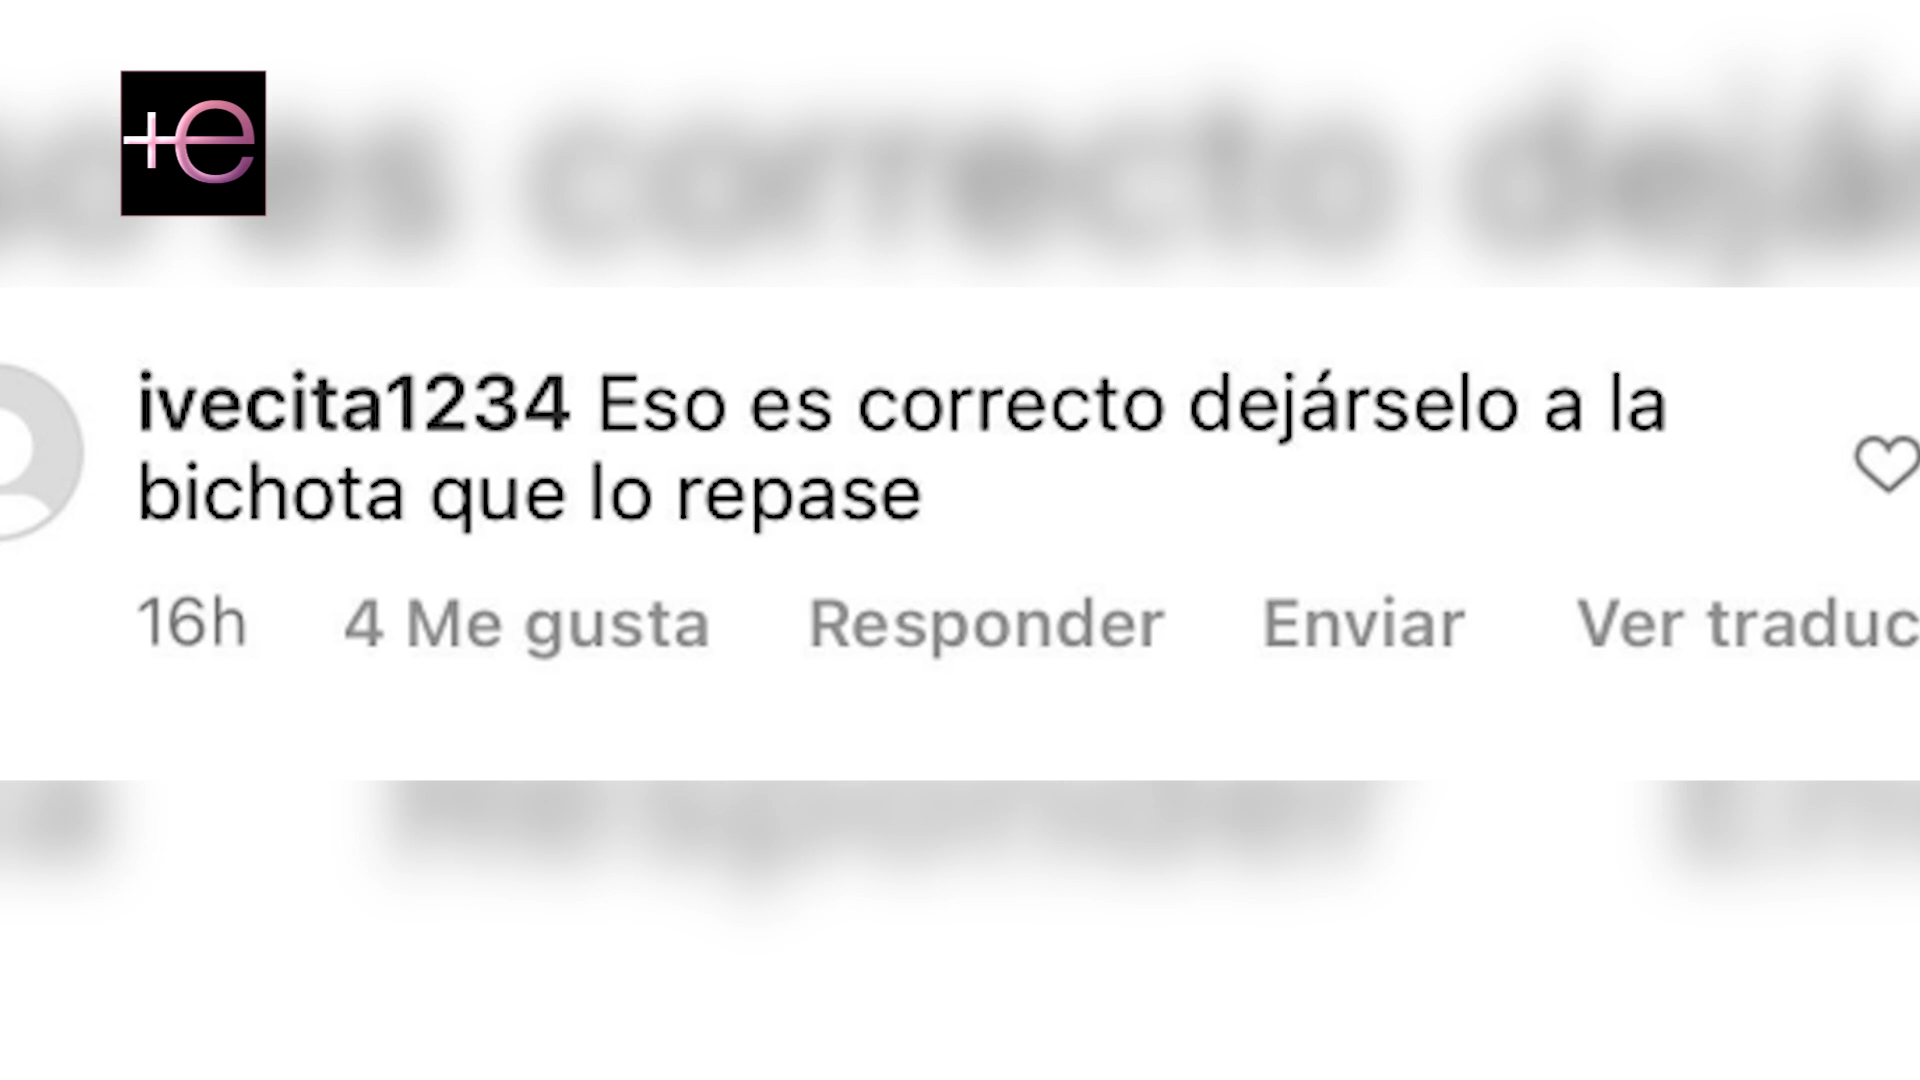 +e
ivecita1234 Eso es correcto dejárselo a la
bichota que lo repase
16h 4 Me gusta Responder Enviar Ver traduc